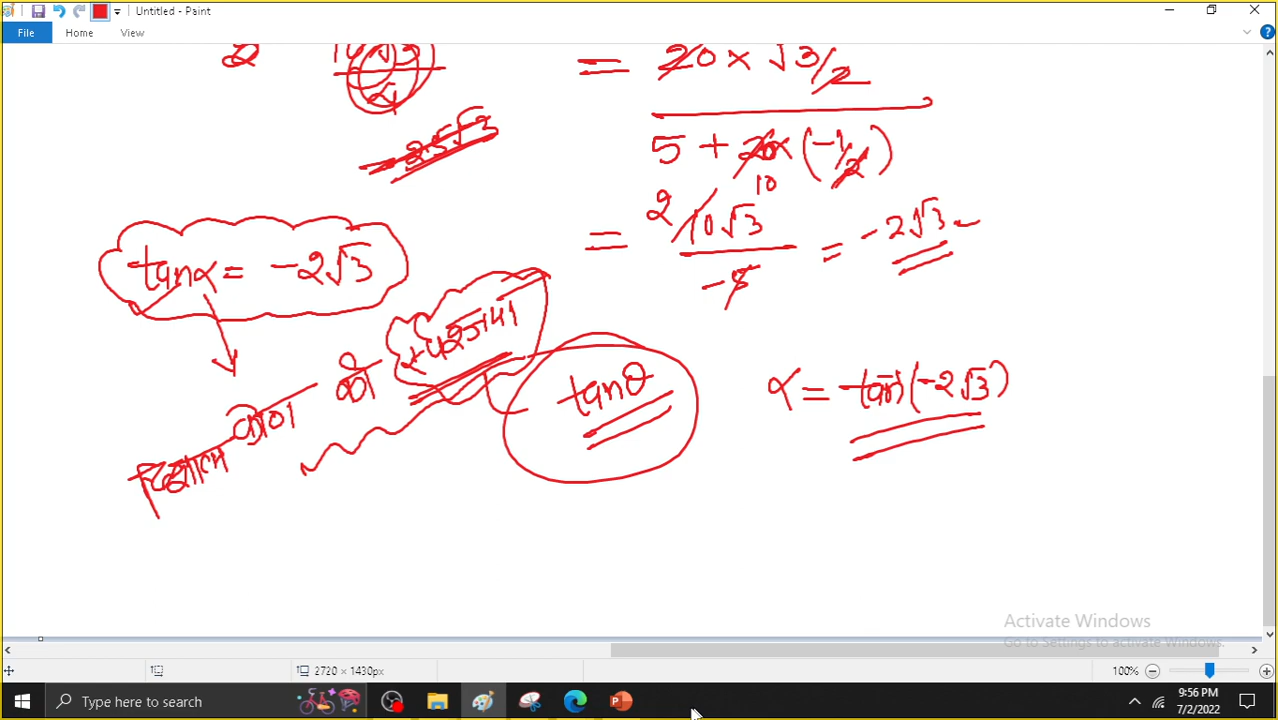 Untitled - Paint
File Home View
= 20 × √3/2
5 + 20 × (-1/2)
10
25√3
= 2 10√3 = -2√3
-5
tanα = -2√3
tanθ
α = tan⁻¹(-2√3)
Activate Windows
Go to Settings to activate Windows.
2720 × 1430px
100%
Type here to search
9:56 PM
7/2/2022